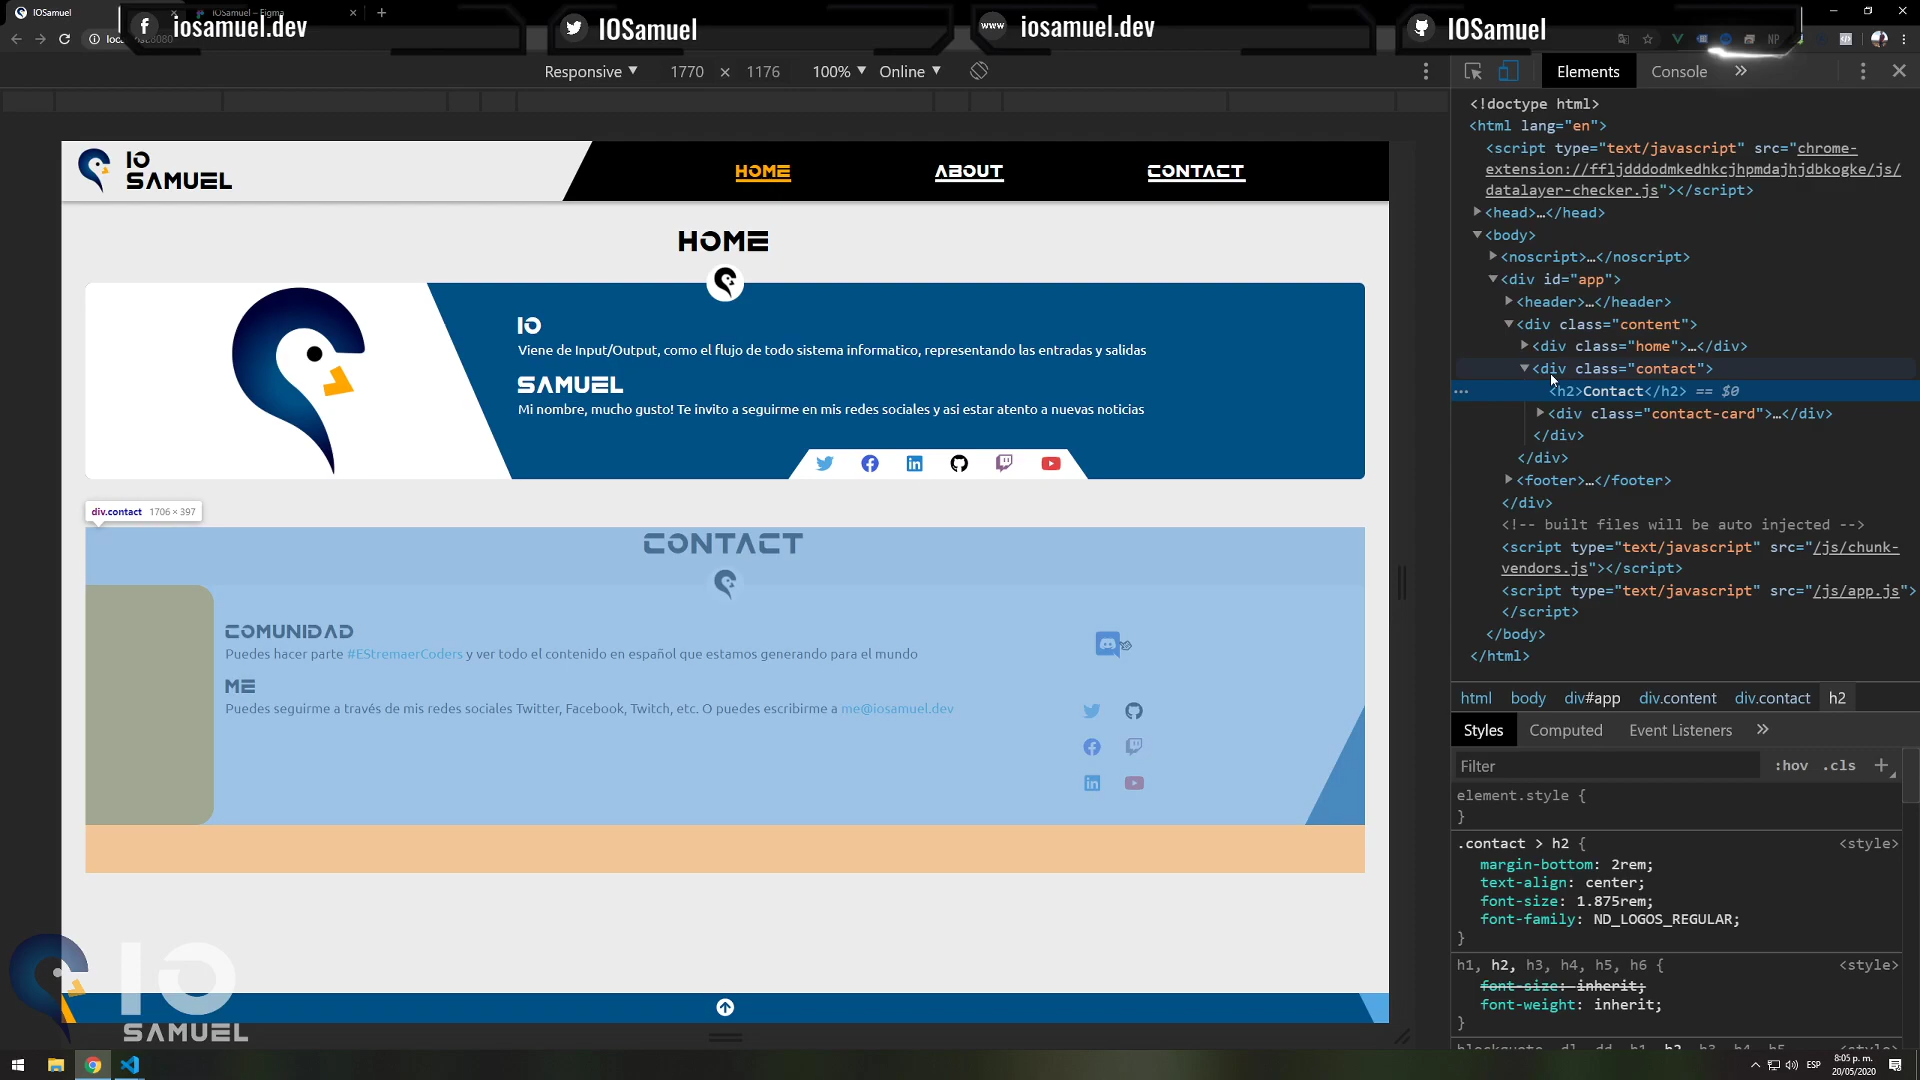 IOSamuel
IOSamuel – Figma
iosamuel.dev
IOSamuel
www
iosamuel.dev
IOSamuel
NP
Responsive
1770 × 1176
100%
Online
Elements
Console
IO
SAMUEL
HOME
ABOUT
CONTACT
HOME
IO
Viene de Input/Output, como el flujo de todo sistema informatico, representando las entradas y salidas
SAMUEL
Mi nombre, mucho gusto! Te invito a seguirme en mis redes sociales y asi estar atento a nuevas noticias
div.contact 1706 × 397
CONTACT
COMUNIDAD
Puedes hacer parte #EStremaerCoders y ver todo el contenido en español que estamos generando para el mundo
ME
Puedes seguirme a través de mis redes sociales Twitter, Facebook, Twitch, etc. O puedes escribirme a me@iosamuel.dev
IO
SAMUEL
<!doctype html>
<html lang="en">
<script type="text/javascript" src="chrome-
extension://ffljdddodmkedhkcjhpmdajhjdbkogke/js/
datalayer-checker.js"></script>
<head>…</head>
<body>
<noscript>…</noscript>
<div id="app">
<header>…</header>
<div class="content">
<div class="home">…</div>
<div class="contact">
<h2>Contact</h2> == $0
<div class="contact-card">…</div>
</div>
</div>
<footer>…</footer>
</div>
<!-- built files will be auto injected -->
<script type="text/javascript" src="/js/chunk-
vendors.js"></script>
<script type="text/javascript" src="/js/app.js">
</script>
</body>
</html>
html body div#app div.content div.contact h2
Styles
Computed
Event Listeners
Filter
:hov .cls
element.style {
}
.contact > h2 { <style>
margin-bottom: 2rem;
text-align: center;
font-size: 1.875rem;
font-family: ND_LOGOS_REGULAR;
}
h1, h2, h3, h4, h5, h6 { <style>
font-size: inherit;
font-weight: inherit;
}
ESP
8:05 p. m.
20/05/2020